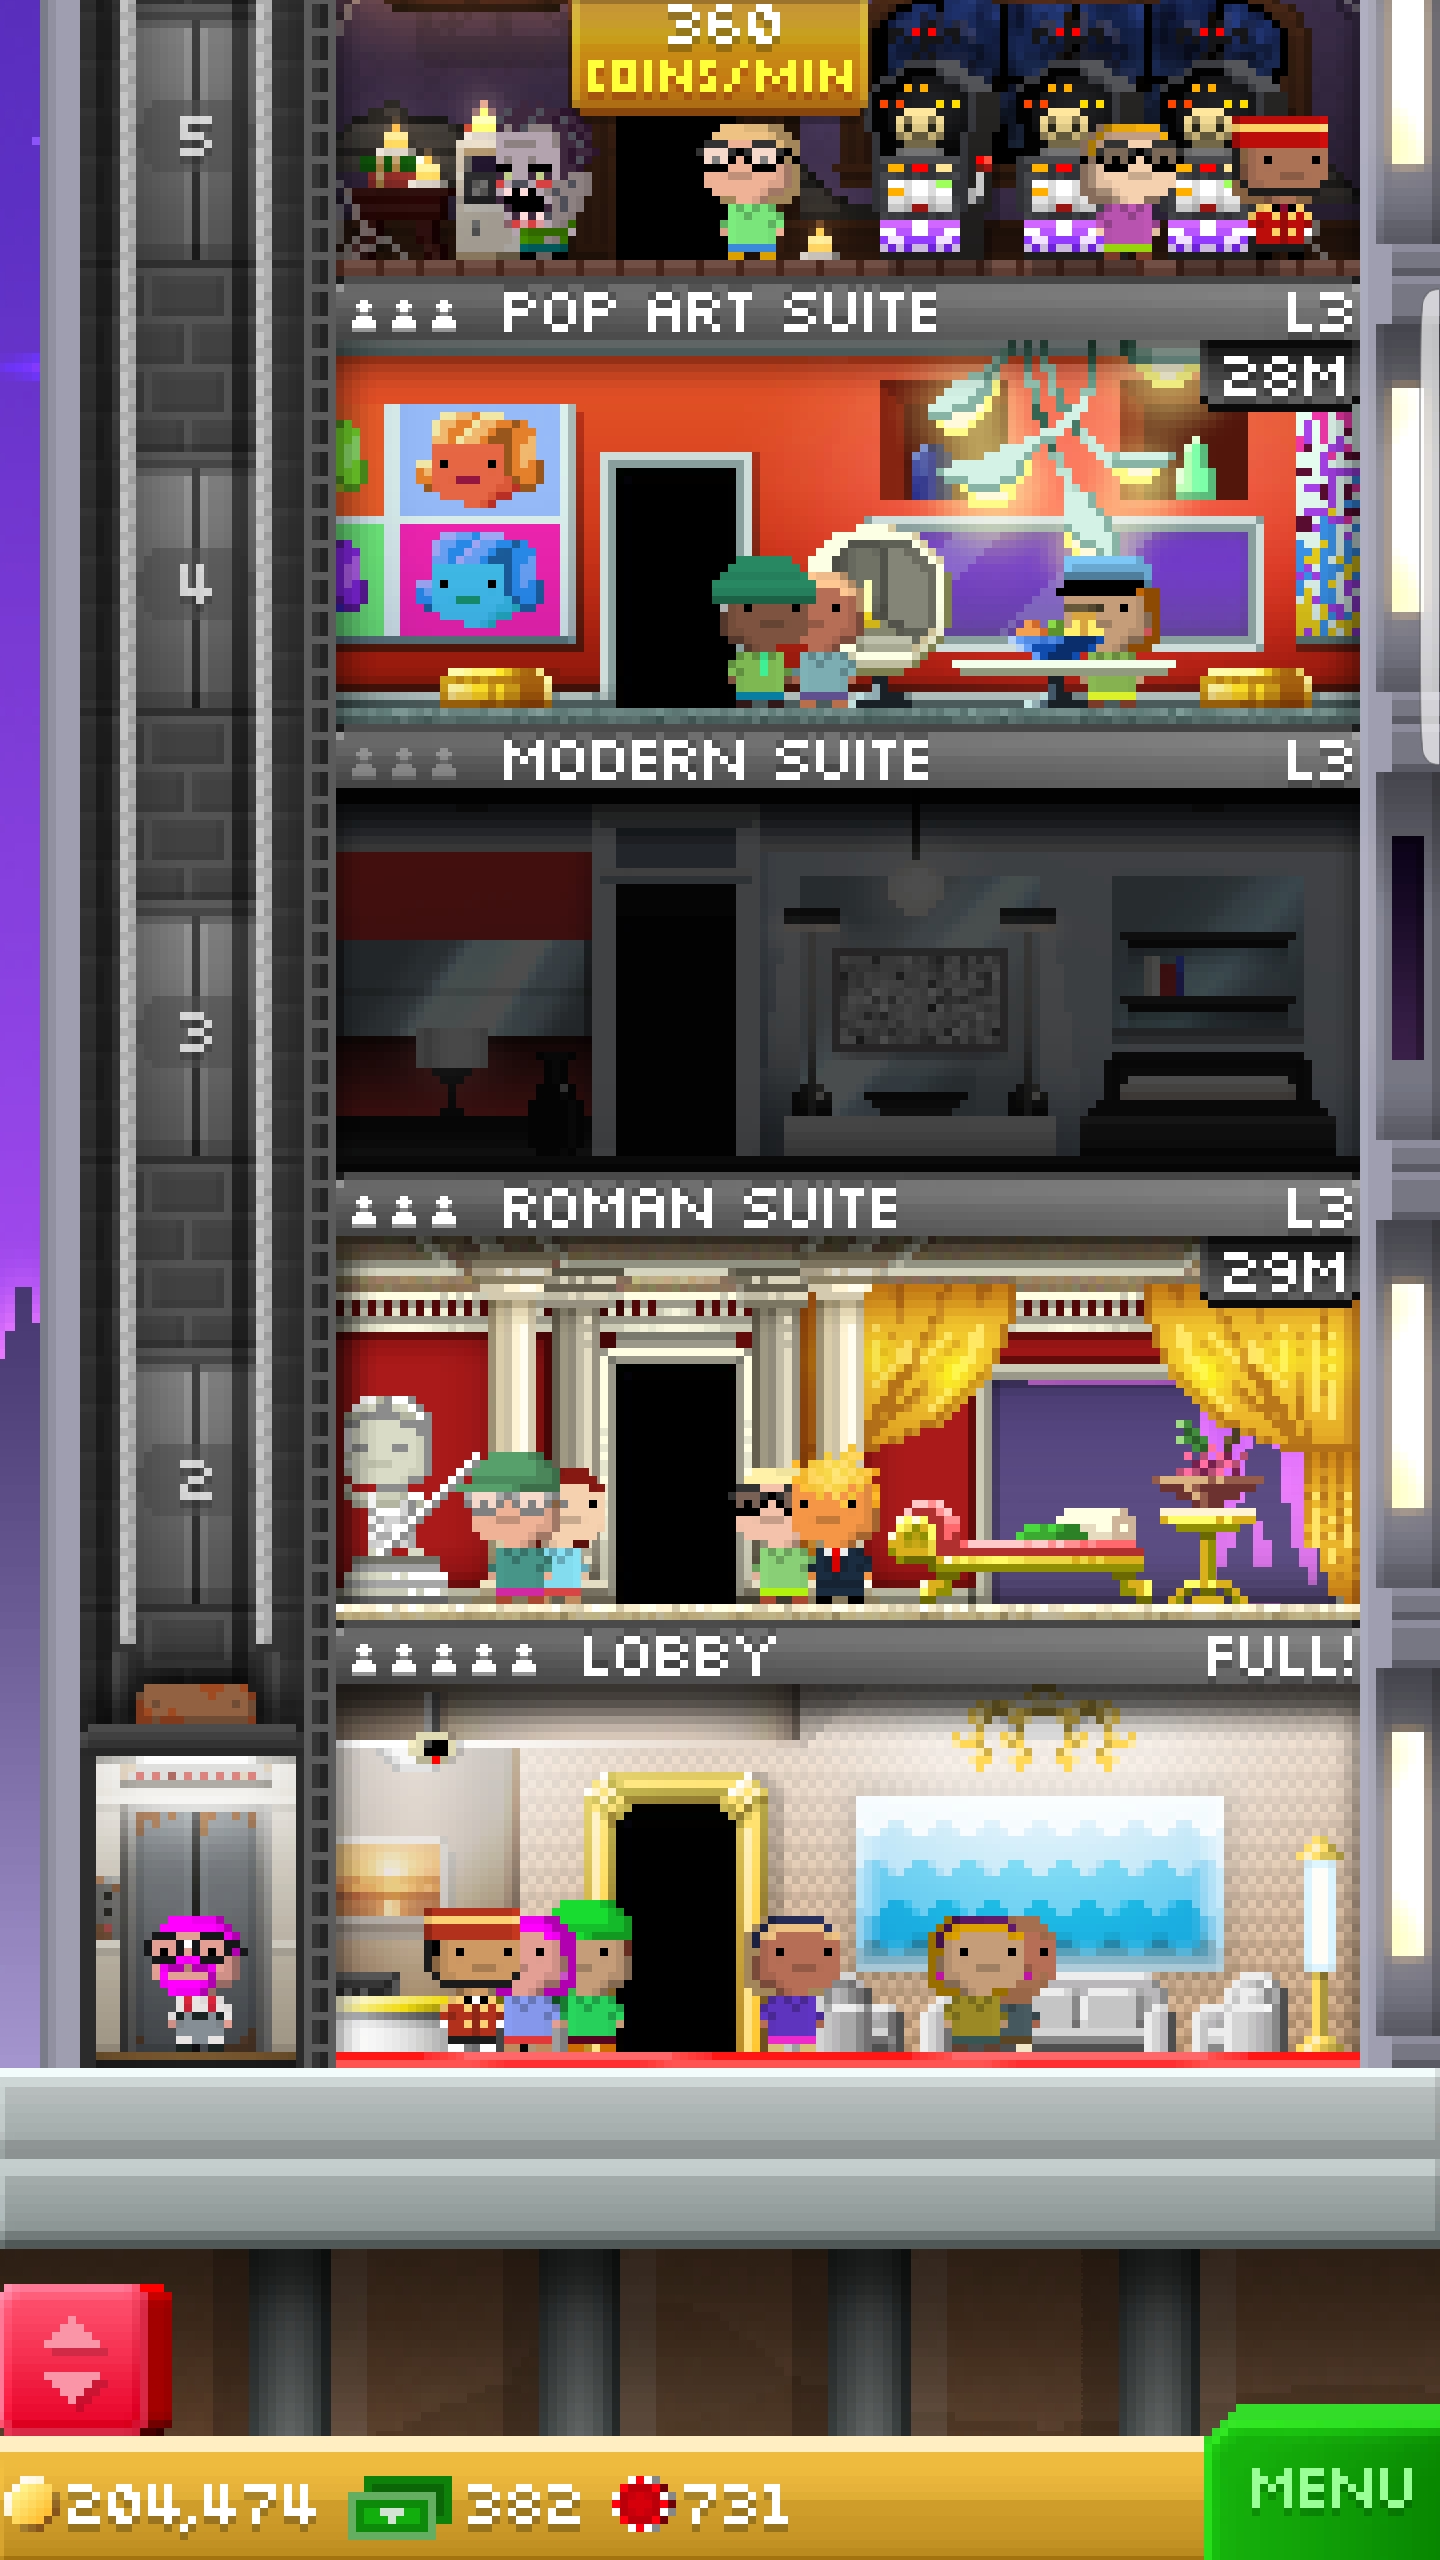 360
COINS/MIN
5
POP ART SUITE L3
28M
4
MODERN SUITE L3
3
ROMAN SUITE L3
29M
2
LOBBY FULL!
204,474 382 731
MENU